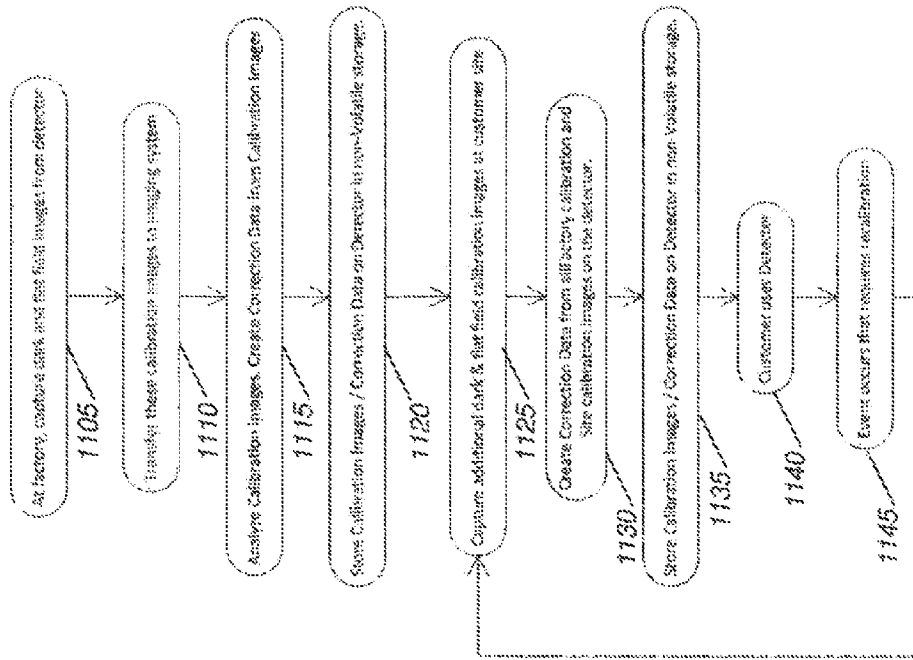 At factory, capture dark and flat field images from detector
1105
Transfer these calibration images to imaging system
1110
Analyze Calibration Images. Create Correction Data from Calibration Images
1115
Store Calibration Images / Correction Data on Detector in non-Volatile storage.
1120
Capture additional dark & flat field calibration images at customer site
1125
Create Correction Data from all factory calibration and
Site calibration images on the detector.
1130
Store Calibration Images / Correction Data on Detector in non-Volatile storage.
1135
Customer user Detector
1140
Event occurs that requires recalibration
1145